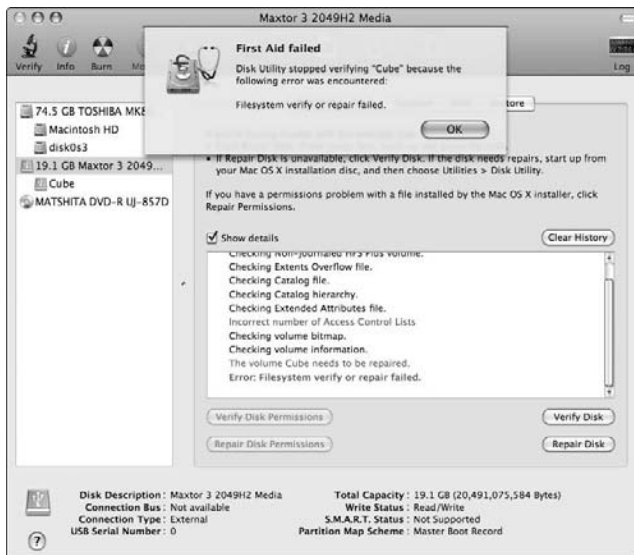 Maxtor 3 2049H2 Media
Verify Info Burn
Log
First Aid failed
Disk Utility stopped verifying “Cube” because the
following error was encountered:
Filesystem verify or repair failed.
OK
store
74.5 GB TOSHIBA MK
Macintosh HD
disk0s3
19.1 GB Maxtor 3 2049...
Cube
MATSHITA DVD-R UJ-857D
• If Repair Disk is unavailable, click Verify Disk. If the disk needs repairs, start up from
your Mac OS X installation disc, and then choose Utilities > Disk Utility.
If you have a permissions problem with a file installed by the Mac OS X installer, click
Repair Permissions.
Show details
Clear History
Checking Non-journaled HFS Plus volume.
Checking Extents Overflow file.
Checking Catalog file.
Checking Catalog hierarchy.
Checking Extended Attributes file.
Incorrect number of Access Control Lists
Checking volume bitmap.
Checking volume information.
The volume Cube needs to be repaired.
Error: Filesystem verify or repair failed.
Verify Disk Permissions
Verify Disk
Repair Disk Permissions
Repair Disk
Disk Description : Maxtor 3 2049H2 Media
Total Capacity : 19.1 GB (20,491,075,584 Bytes)
Connection Bus : Not available
Write Status : Read/Write
Connection Type : External
S.M.A.R.T. Status : Not Supported
USB Serial Number : 0
Partition Map Scheme : Master Boot Record
?